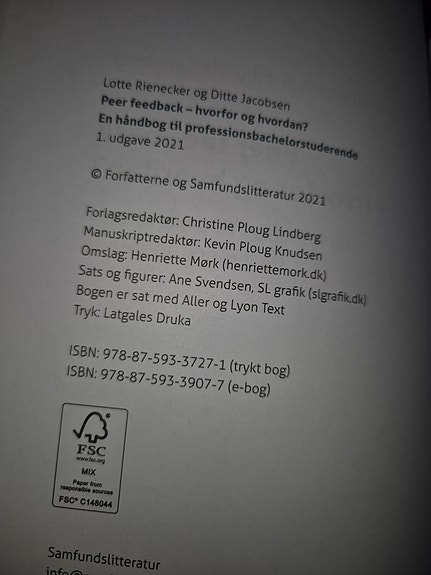 Lotte Rienecker og Ditte Jacobsen
Peer feedback – hvorfor og hvordan?
En håndbog til professionsbachelorstuderende
1. udgave 2021
© Forfatterne og Samfundslitteratur 2021
Forlagsredaktør: Christine Ploug Lindberg
Manuskriptredaktør: Kevin Ploug Knudsen
Omslag: Henriette Mørk (henriettemork.dk)
Sats og figurer: Ane Svendsen, SL grafik (slgrafik.dk)
Bogen er sat med Aller og Lyon Text
Tryk: Latgales Druka
ISBN: 978-87-593-3727-1 (trykt bog)
ISBN: 978-87-593-3907-7 (e-bog)
FSC
www.fsc.org
MIX
Paper from
responsible sources
FSC® C146044
Samfundslitteratur